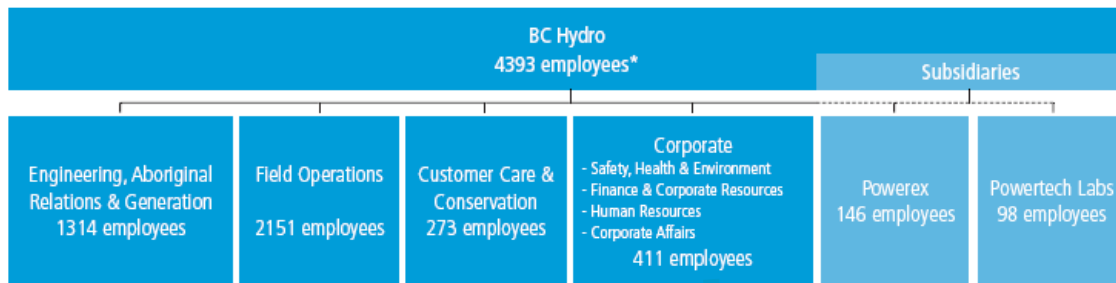 BC Hydro
4393 employees*
Subsidiaries
Engineering, Aboriginal
Relations & Generation
1314 employees
Field Operations
2151 employees
Customer Care &
Conservation
273 employees
Corporate
- Safety, Health & Environment
- Finance & Corporate Resources
- Human Resources
- Corporate Affairs
411 employees
Powerex
146 employees
Powertech Labs
98 employees